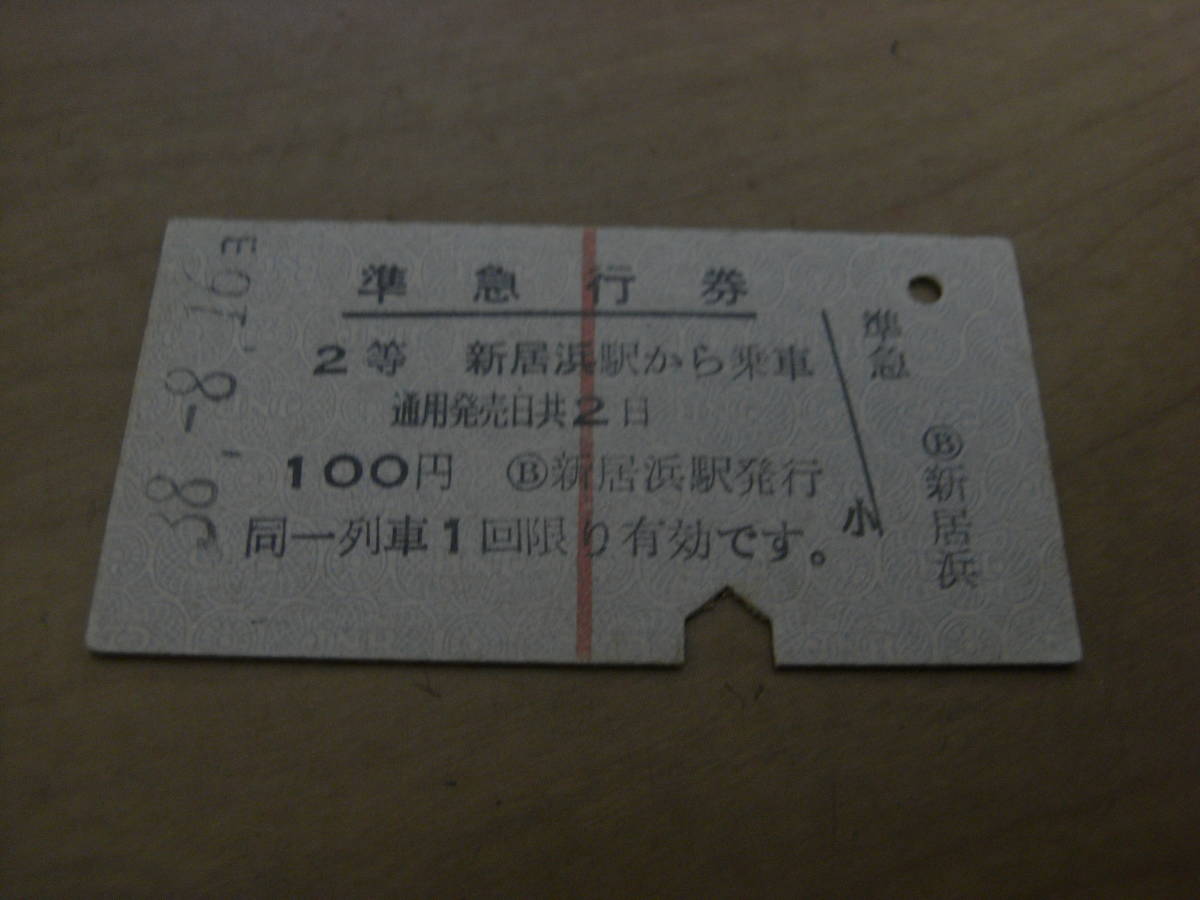 準急行券
2等 新居浜駅から乗車
通用発売日共2日
100円 Ⓑ新居浜駅発行
同一列車1回限り有効です。
38.-8.16
準急
小
Ⓑ新居浜